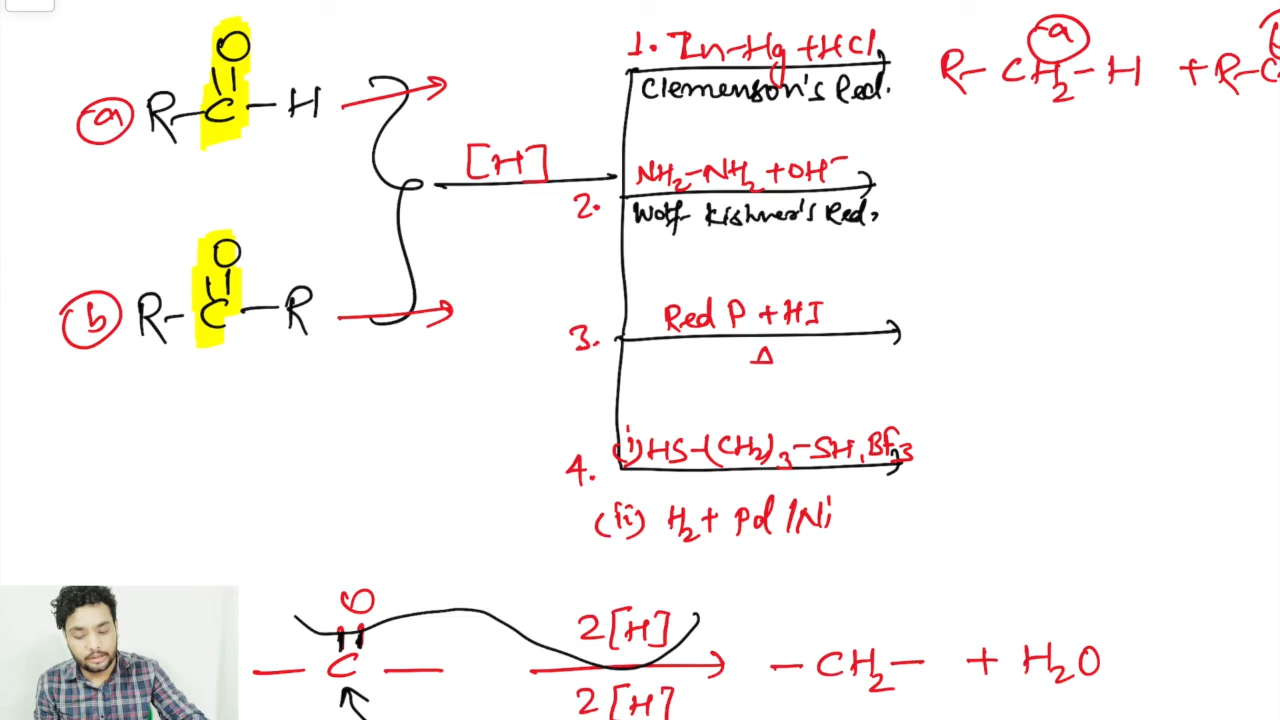 (a) R-C(=O)-H
(b) R-C(=O)-R
[H]
1. Zn-Hg+HCl
Clemenson's Red.
R-CH2-H (a) + R-C
2. NH2-NH2+OH-
Wolf Kishner's Red.
3. Red P + HI
Δ
4. (i) HS-(CH2)3-SH, BF3
(ii) H2+ Pd/Ni
O
-C-
2[H]
2[H]
-CH2- + H2O